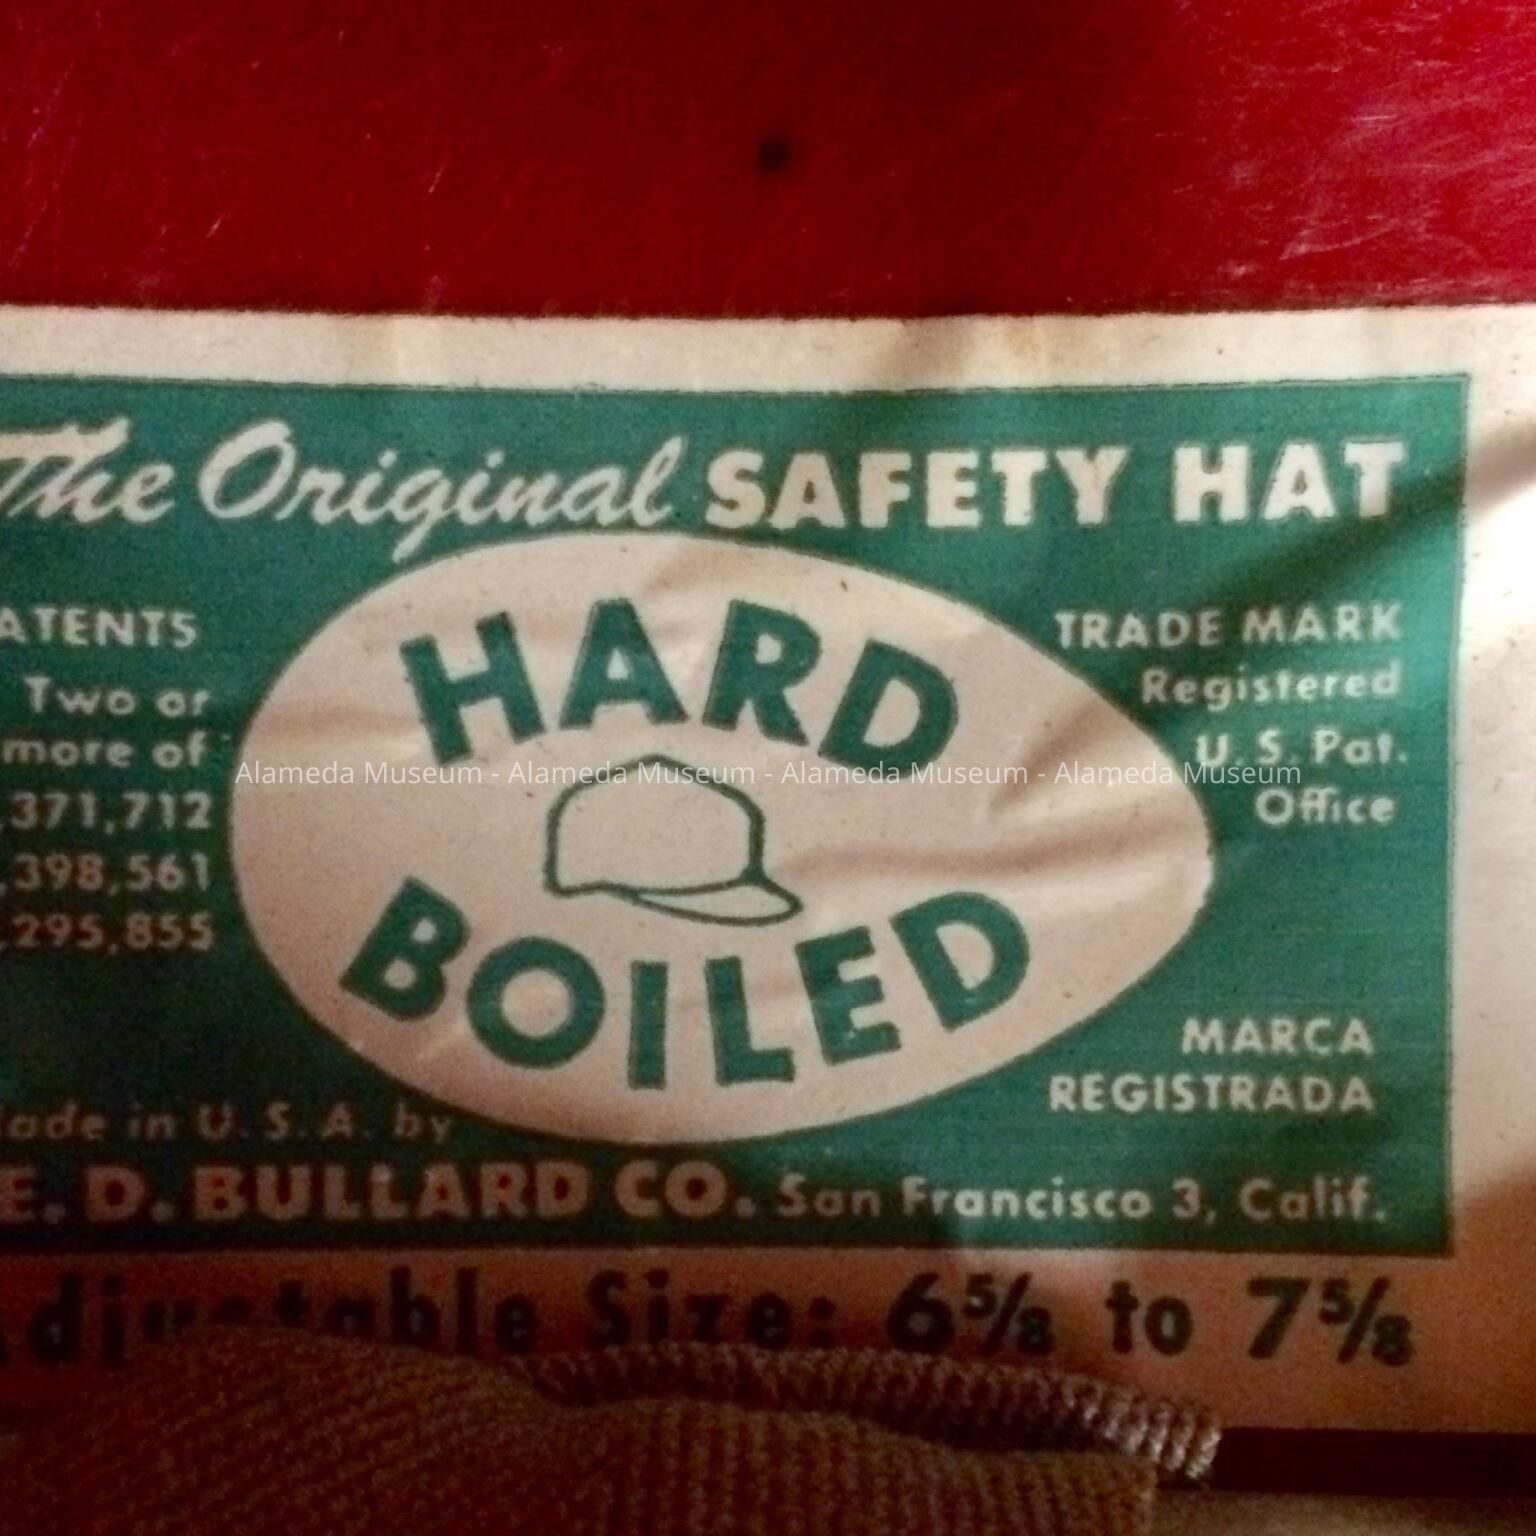 The Original SAFETY HAT
ATENTS
Two or
more of
,371,712
,398,561
,295,855
HARD
BOILED
TRADE MARK
Registered
U. S. Pat.
Office
MARCA
REGISTRADA
ade in U. S. A. by
E. D. BULLARD CO. San Francisco 3, Calif.
Adjustable Size: 6⅝ to 7⅝
Alameda Museum - Alameda Museum - Alameda Museum - Alameda Museum